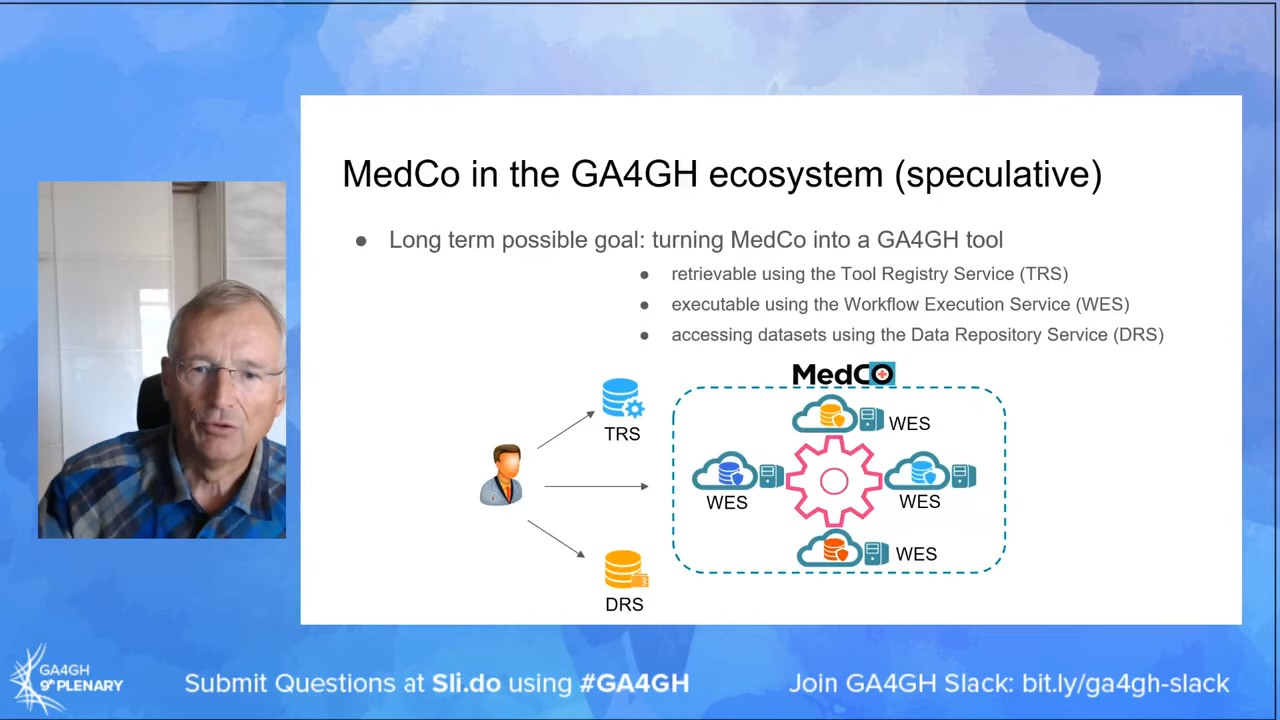 MedCo in the GA4GH ecosystem (speculative)
● Long term possible goal: turning MedCo into a GA4GH tool
● retrievable using the Tool Registry Service (TRS)
● executable using the Workflow Execution Service (WES)
● accessing datasets using the Data Repository Service (DRS)
MedCo
TRS
WES
WES
WES
WES
DRS
GA4GH
9th PLENARY
Submit Questions at Sli.do using #GA4GH
Join GA4GH Slack: bit.ly/ga4gh-slack